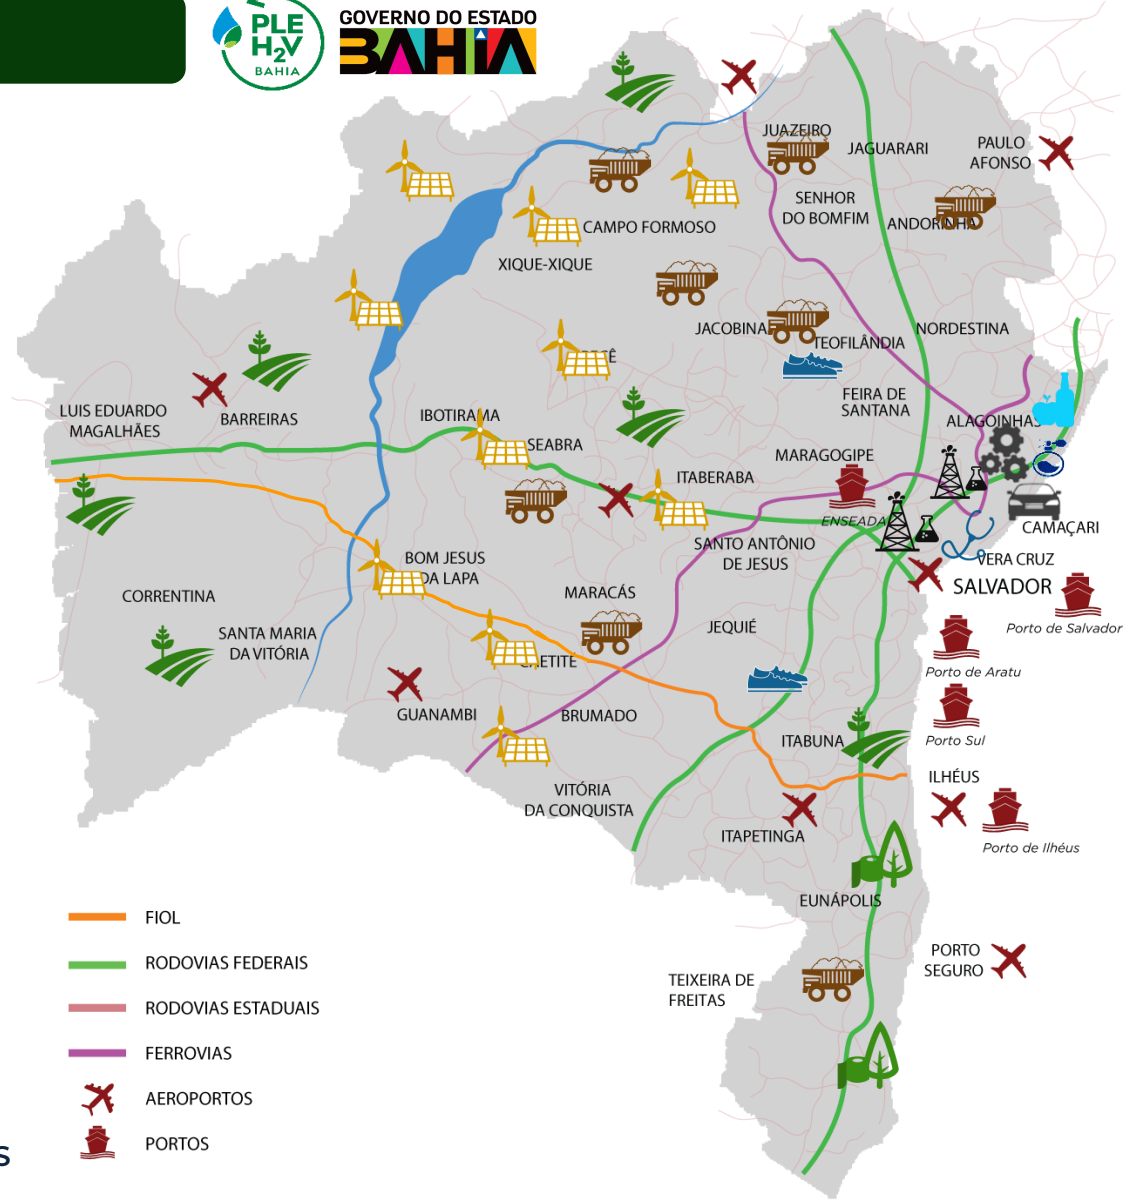 PLE
H2V
BAHIA
GOVERNO DO ESTADO
BAHIA
JUAZEIRO
JAGUARARI
PAULO
AFONSO
SENHOR
DO BOMFIM
ANDORINHA
CAMPO FORMOSO
XIQUE-XIQUE
JACOBINA
TEOFILÂNDIA
NORDESTINA
FEIRA DE
SANTANA
LUIS EDUARDO
MAGALHÃES
BARREIRAS
IBOTIRAMA
SEABRA
ALAGOINHAS
MARAGOGIPE
ITABERABA
ENSEADA
CAMAÇARI
SANTO ANTÔNIO
DE JESUS
VERA CRUZ
BOM JESUS
DA LAPA
SALVADOR
CORRENTINA
MARACÁS
Porto de Salvador
SANTA MARIA
DA VITÓRIA
JEQUIÉ
Porto de Aratu
GUANAMBI
BRUMADO
ITABUNA
Porto Sul
ILHÉUS
VITÓRIA
DA CONQUISTA
ITAPETINGA
Porto de Ilhéus
EUNÁPOLIS
PORTO
SEGURO
TEIXEIRA DE
FREITAS
FIOL
RODOVIAS FEDERAIS
RODOVIAS ESTADUAIS
FERROVIAS
AEROPORTOS
PORTOS
S